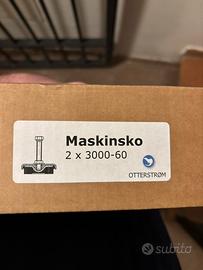 Maskinsko
2 x 3000-60
OTTERSTRØM
subito